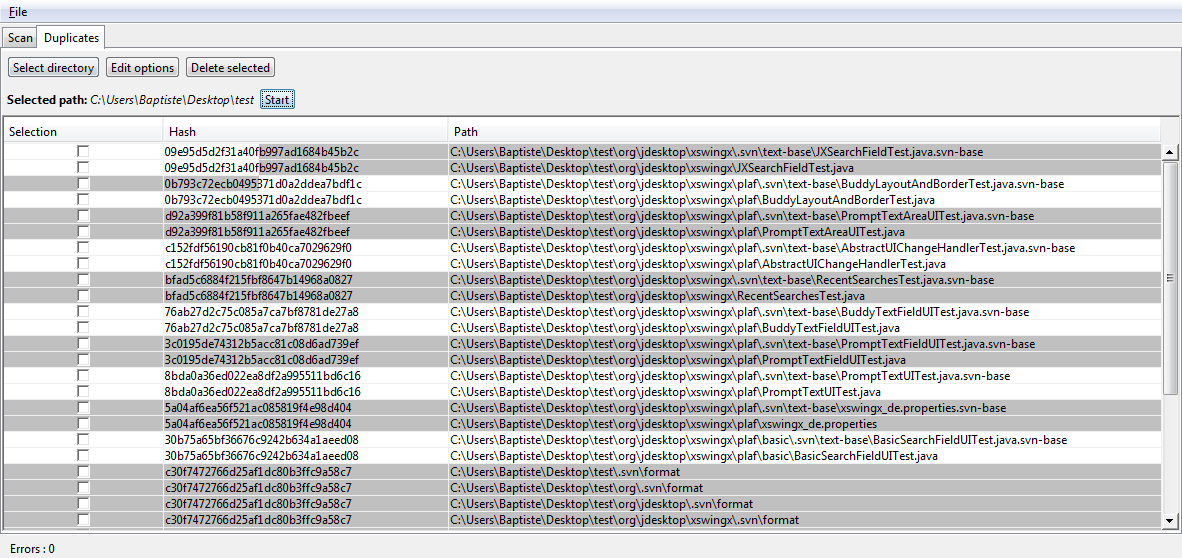 File
Scan Duplicates
Select directory Edit options Delete selected
Selected path: C:\Users\Baptiste\Desktop\test Start
Selection Hash Path
09e95d5d2f31a40fb997ad1684b45b2c C:\Users\Baptiste\Desktop\test\org\jdesktop\xswingx\.svn\text-base\JXSearchFieldTest.java.svn-base
09e95d5d2f31a40fb997ad1684b45b2c C:\Users\Baptiste\Desktop\test\org\jdesktop\xswingx\JXSearchFieldTest.java
0b793c72ecb0495371d0a2ddea7bdf1c C:\Users\Baptiste\Desktop\test\org\jdesktop\xswingx\plaf\.svn\text-base\BuddyLayoutAndBorderTest.java.svn-base
0b793c72ecb0495371d0a2ddea7bdf1c C:\Users\Baptiste\Desktop\test\org\jdesktop\xswingx\plaf\BuddyLayoutAndBorderTest.java
d92a399f81b58f911a265fae482fbeef C:\Users\Baptiste\Desktop\test\org\jdesktop\xswingx\plaf\.svn\text-base\PromptTextAreaUITest.java.svn-base
d92a399f81b58f911a265fae482fbeef C:\Users\Baptiste\Desktop\test\org\jdesktop\xswingx\plaf\PromptTextAreaUITest.java
c152fdf56190cb81f0b40ca7029629f0 C:\Users\Baptiste\Desktop\test\org\jdesktop\xswingx\plaf\.svn\text-base\AbstractUIChangeHandlerTest.java.svn-base
c152fdf56190cb81f0b40ca7029629f0 C:\Users\Baptiste\Desktop\test\org\jdesktop\xswingx\plaf\AbstractUIChangeHandlerTest.java
bfad5c6884f215fbf8647b14968a0827 C:\Users\Baptiste\Desktop\test\org\jdesktop\xswingx\.svn\text-base\RecentSearchesTest.java.svn-base
bfad5c6884f215fbf8647b14968a0827 C:\Users\Baptiste\Desktop\test\org\jdesktop\xswingx\RecentSearchesTest.java
76ab27d2c75c085a7ca7bf8781de27a8 C:\Users\Baptiste\Desktop\test\org\jdesktop\xswingx\plaf\.svn\text-base\BuddyTextFieldUITest.java.svn-base
76ab27d2c75c085a7ca7bf8781de27a8 C:\Users\Baptiste\Desktop\test\org\jdesktop\xswingx\plaf\BuddyTextFieldUITest.java
3c0195de74312b5acc81c08d6ad739ef C:\Users\Baptiste\Desktop\test\org\jdesktop\xswingx\plaf\.svn\text-base\PromptTextFieldUITest.java.svn-base
3c0195de74312b5acc81c08d6ad739ef C:\Users\Baptiste\Desktop\test\org\jdesktop\xswingx\plaf\PromptTextFieldUITest.java
8bda0a36ed022ea8df2a995511bd6c16 C:\Users\Baptiste\Desktop\test\org\jdesktop\xswingx\plaf\.svn\text-base\PromptTextUITest.java.svn-base
8bda0a36ed022ea8df2a995511bd6c16 C:\Users\Baptiste\Desktop\test\org\jdesktop\xswingx\plaf\PromptTextUITest.java
5a04af6ea56f521ac085819f4e98d404 C:\Users\Baptiste\Desktop\test\org\jdesktop\xswingx\plaf\.svn\text-base\xswingx_de.properties.svn-base
5a04af6ea56f521ac085819f4e98d404 C:\Users\Baptiste\Desktop\test\org\jdesktop\xswingx\plaf\xswingx_de.properties
30b75a65bf36676c9242b634a1aeed08 C:\Users\Baptiste\Desktop\test\org\jdesktop\xswingx\plaf\basic\.svn\text-base\BasicSearchFieldUITest.java.svn-base
30b75a65bf36676c9242b634a1aeed08 C:\Users\Baptiste\Desktop\test\org\jdesktop\xswingx\plaf\basic\BasicSearchFieldUITest.java
c30f7472766d25af1dc80b3ffc9a58c7 C:\Users\Baptiste\Desktop\test\.svn\format
c30f7472766d25af1dc80b3ffc9a58c7 C:\Users\Baptiste\Desktop\test\org\.svn\format
c30f7472766d25af1dc80b3ffc9a58c7 C:\Users\Baptiste\Desktop\test\org\jdesktop\.svn\format
c30f7472766d25af1dc80b3ffc9a58c7 C:\Users\Baptiste\Desktop\test\org\jdesktop\xswingx\.svn\format
Errors : 0